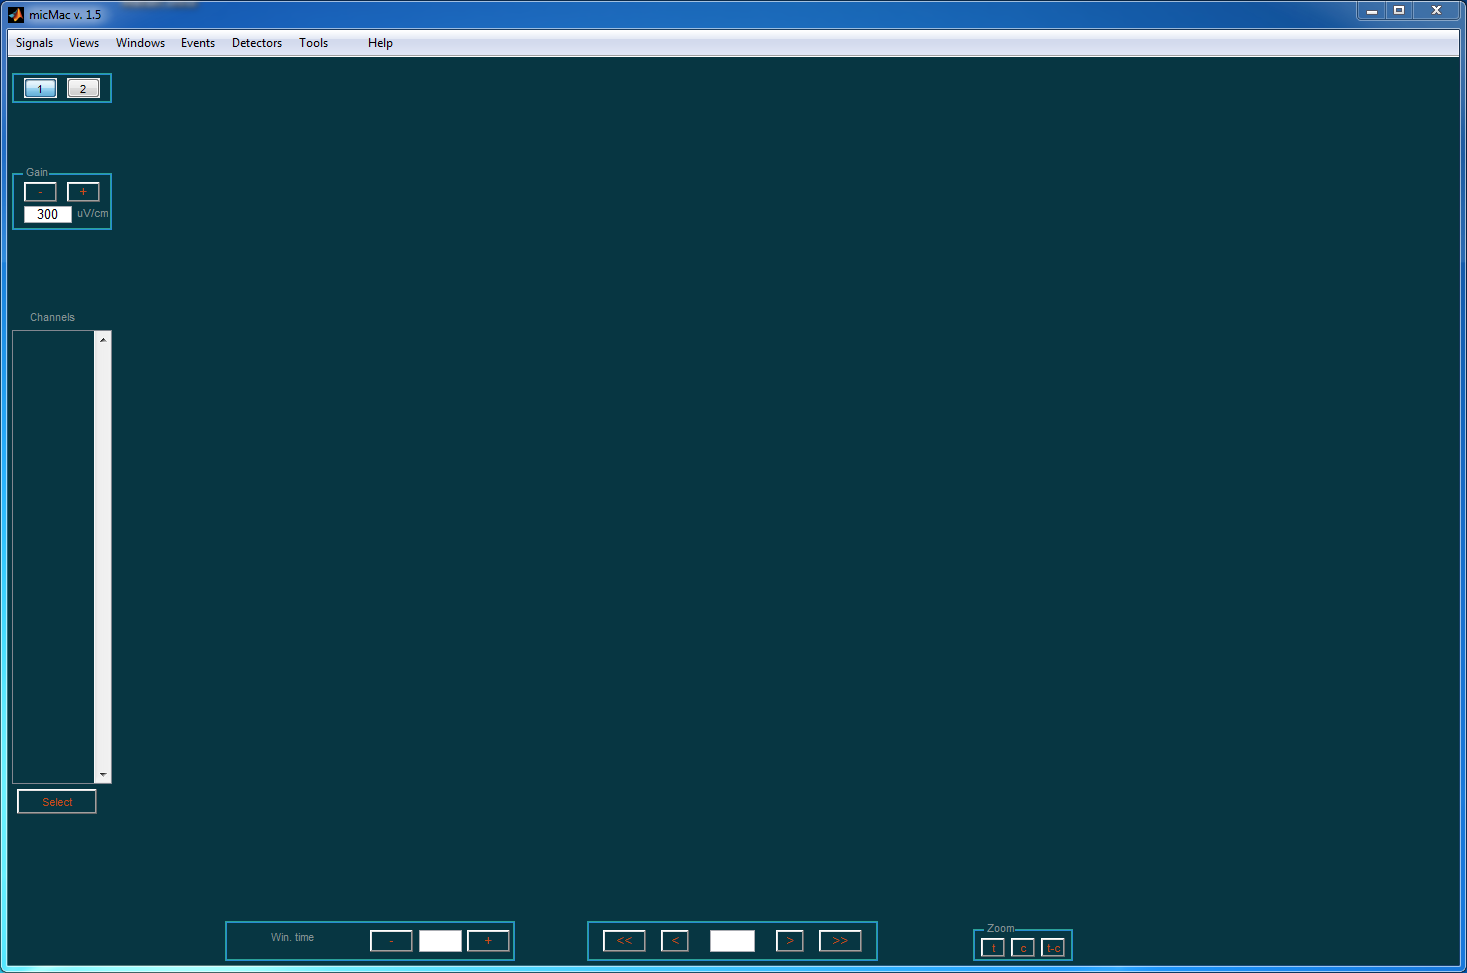 micMac v. 1.5
Signals Views Windows Events Detectors Tools Help
1 2
Gain
- +
300 uV/cm
Channels
Select
Win. time - +
<< < > >>
Zoom
t c t-c